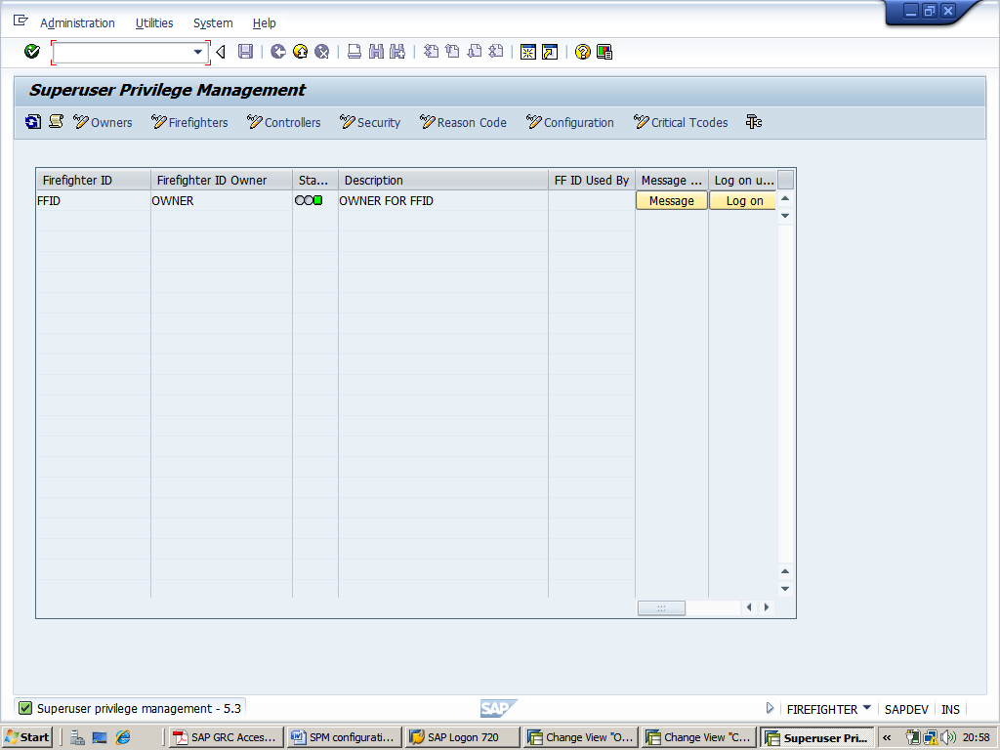 Administration Utilities System Help
Superuser Privilege Management
Owners Firefighters Controllers Security Reason Code Configuration Critical Tcodes
Firefighter ID Firefighter ID Owner Sta... Description FF ID Used By Message ... Log on u...
FFID OWNER OWNER FOR FFID Message Log on
Superuser privilege management - 5.3 SAP FIREFIGHTER SAPDEV INS
Start SAP GRC Acces... SPM configurati... SAP Logon 720 Change View "O... Change View "C... Superuser Pri... « 20:58